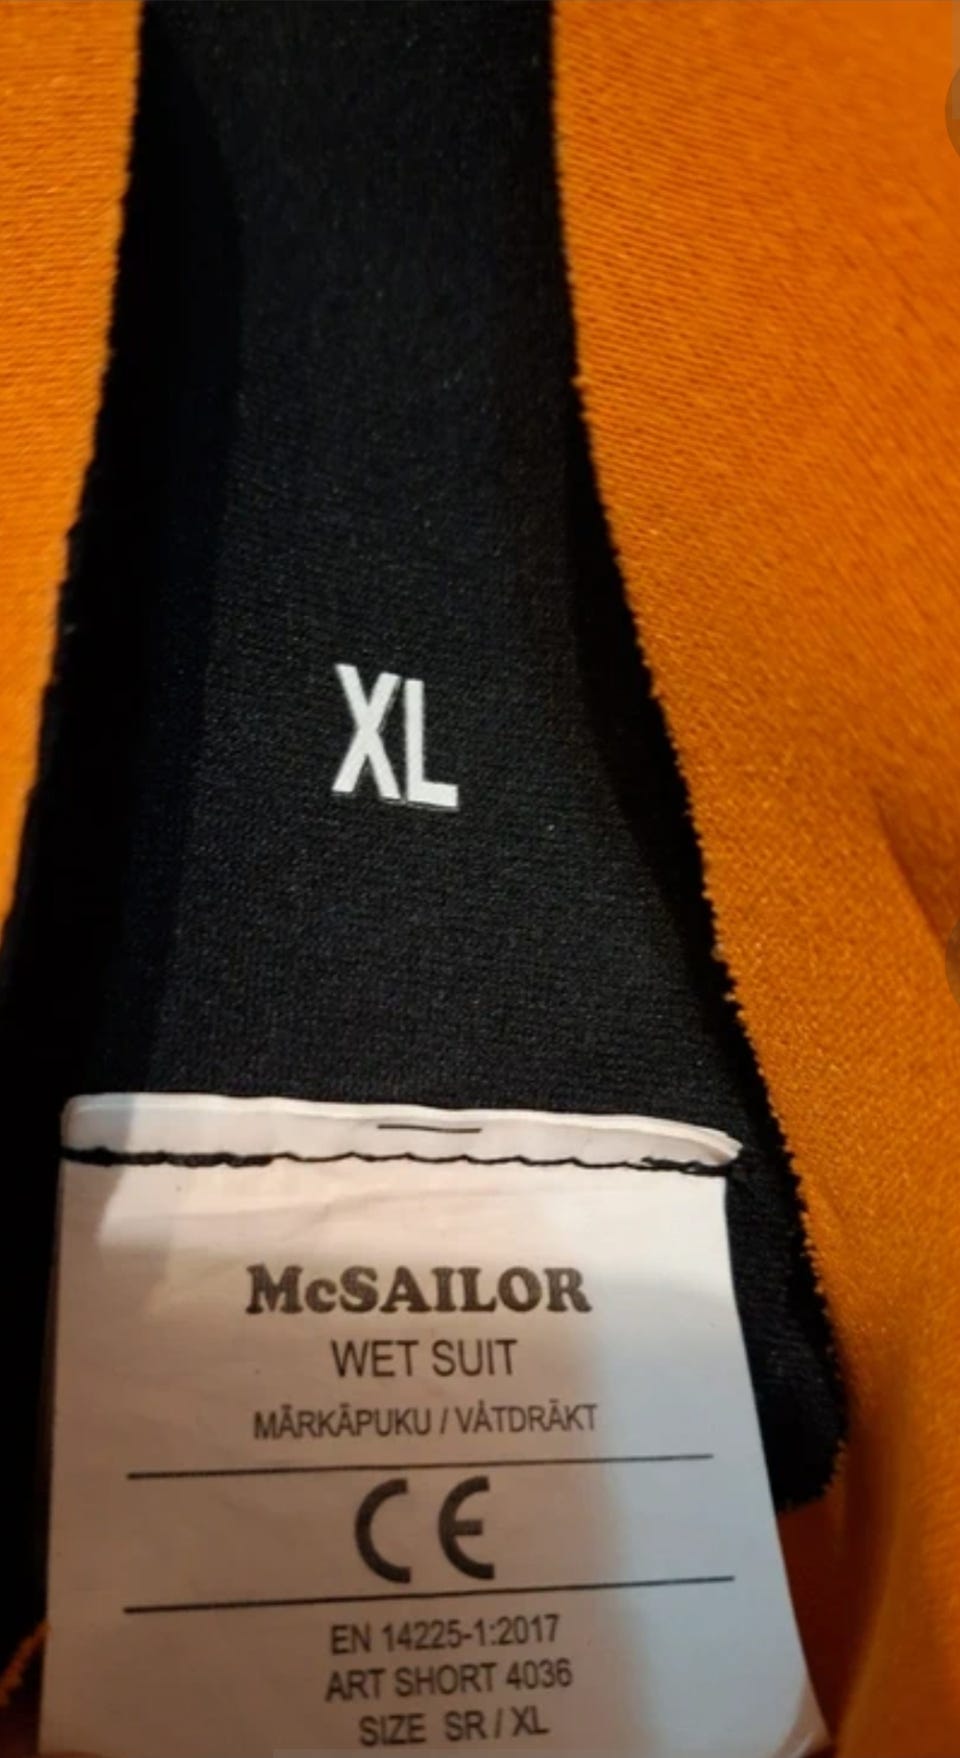 XL
McSAILOR
WET SUIT
MÄRKÄPUKU / VÅTDRÄKT
CE
EN 14225-1:2017
ART SHORT 4036
SIZE SR / XL